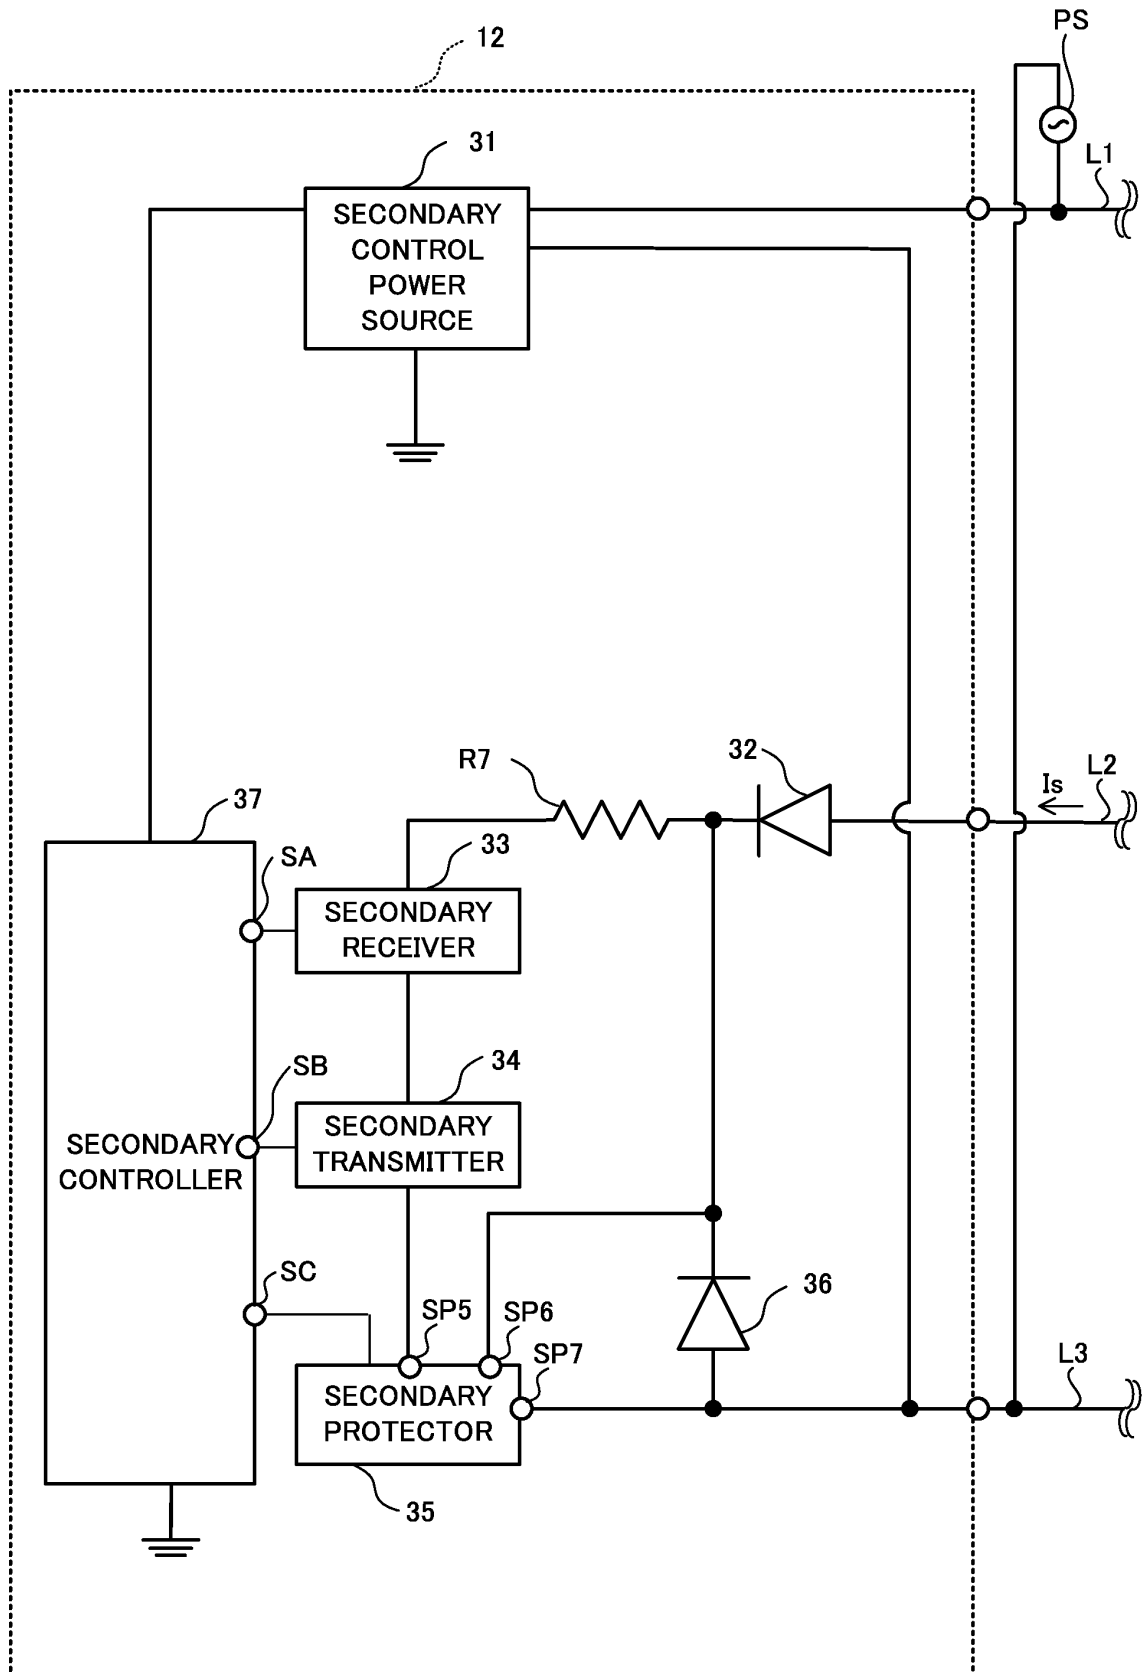 PS
12
31
L1
SECONDARY
CONTROL
POWER
SOURCE
R7
32
Is
L2
37
SA
33
SECONDARY
RECEIVER
SB
34
SECONDARY
TRANSMITTER
SECONDARY
CONTROLLER
SC
SP5
SP6
36
SP7
L3
SECONDARY
PROTECTOR
35